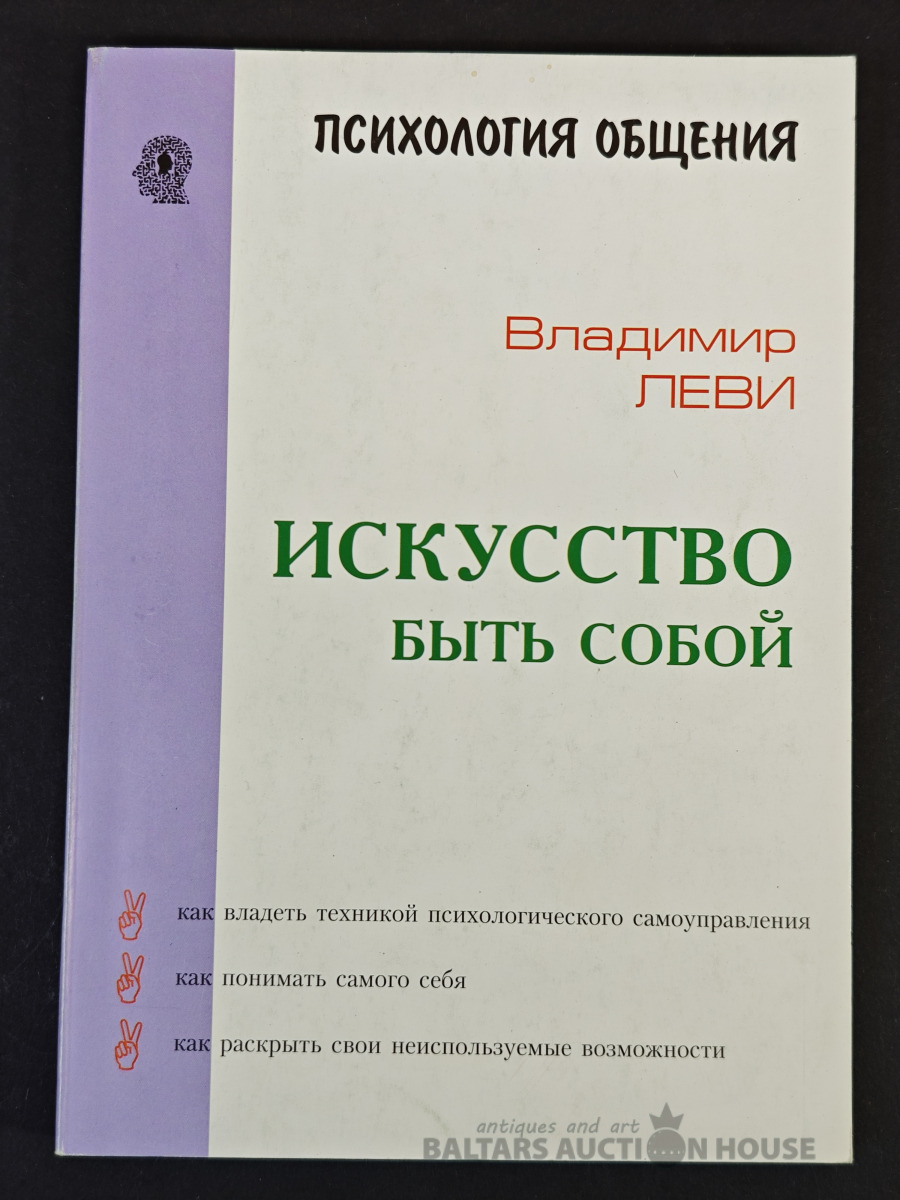 ПСИХОЛОГИЯ ОБЩЕНИЯ
Владимир
ЛЕВИ
ИСКУССТВО
БЫТЬ СОБОЙ
как владеть техникой психологического самоуправления
как понимать самого себя
как раскрыть свои неиспользуемые возможности
antiques and art
BALTARS AUCTION HOUSE